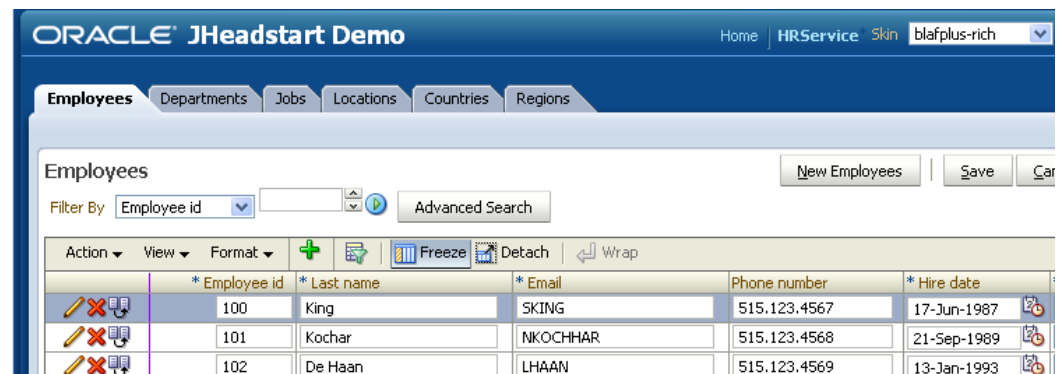 ORACLE JHeadstart Demo Home HRService Skin blafplus-rich
Employees Departments Jobs Locations Countries Regions
Employees New Employees Save
Filter By Employee id Advanced Search
Action View Format Freeze Detach Wrap
* Employee id * Last name * Email Phone number * Hire date *
100 King SKING 515.123.4567 17-Jun-1987
101 Kochar NKOCHHAR 515.123.4568 21-Sep-1989
102 De Haan LHAAN 515.123.4569 13-Jan-1993